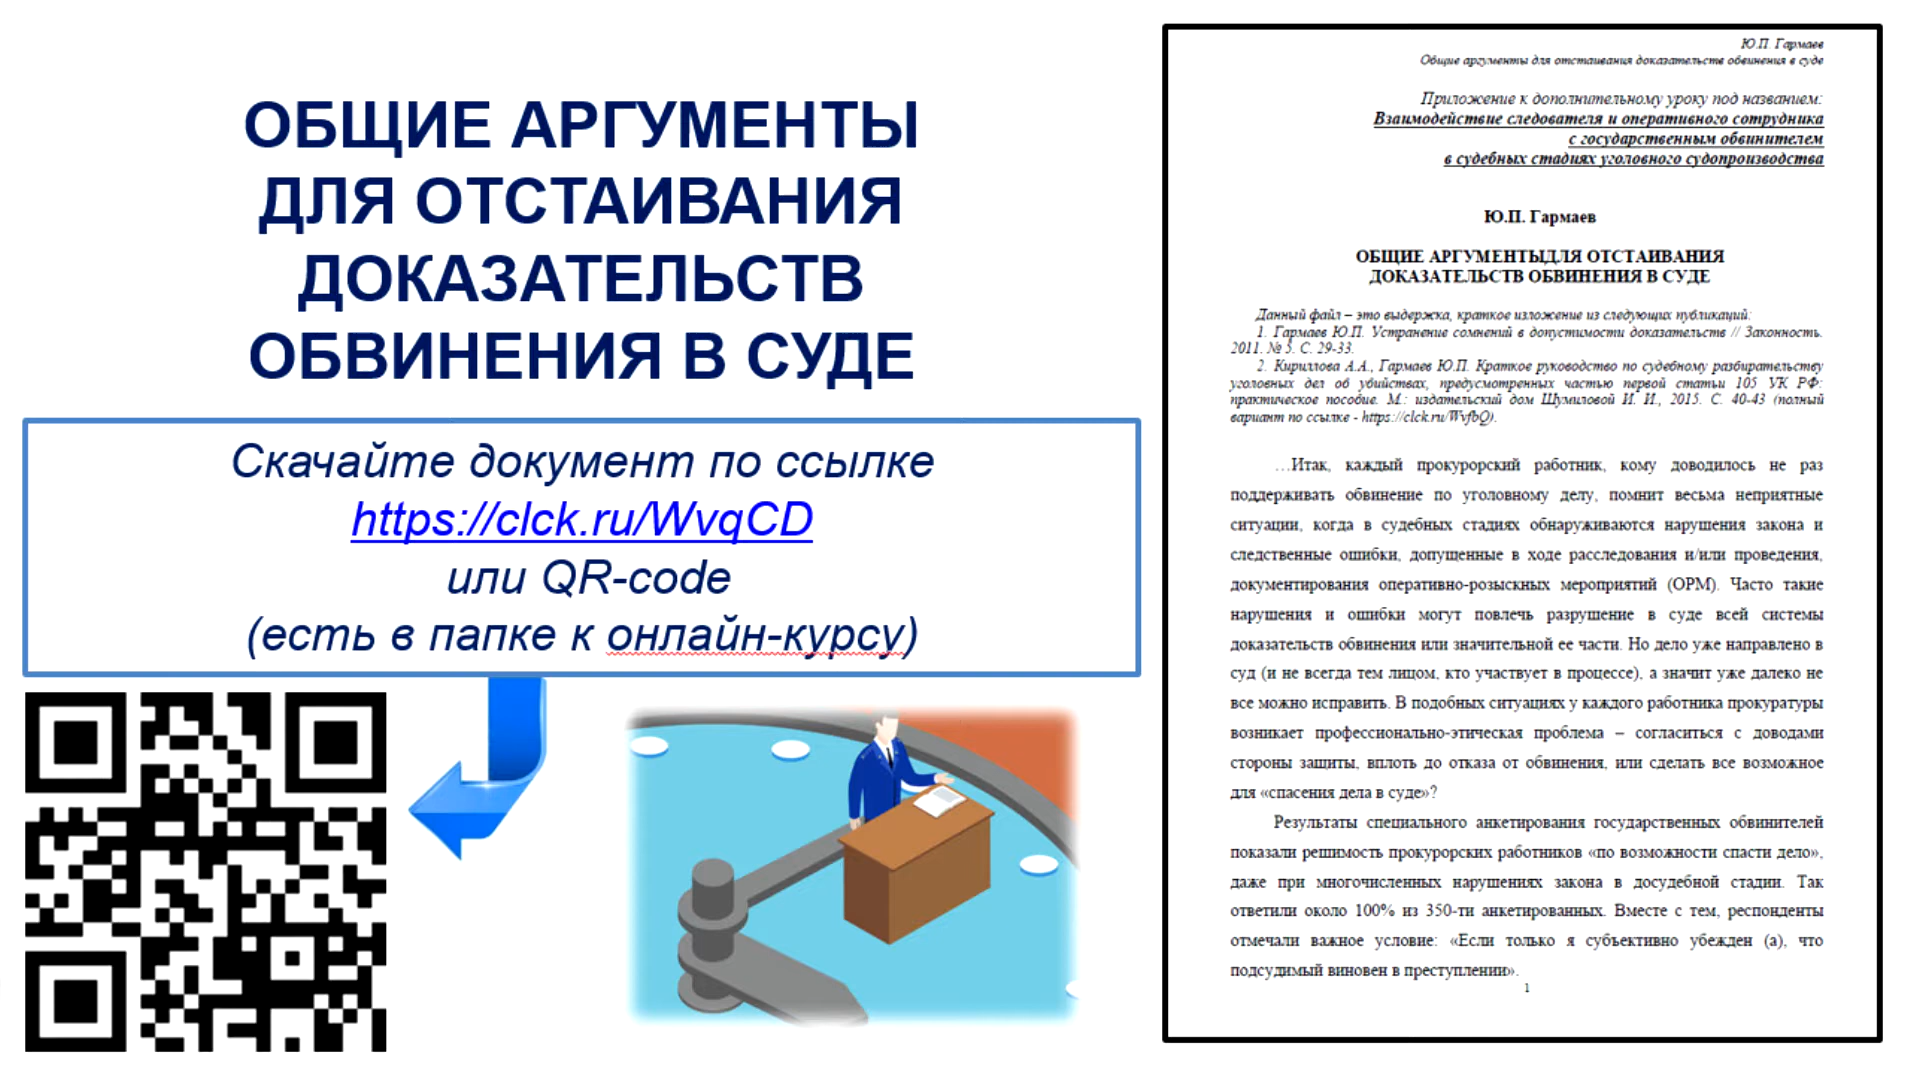 ОБЩИЕ АРГУМЕНТЫ
ДЛЯ ОТСТАИВАНИЯ
ДОКАЗАТЕЛЬСТВ
ОБВИНЕНИЯ В СУДЕ
Скачайте документ по ссылке
https://clck.ru/WvqCD
или QR-code
(есть в папке к онлайн-курсу)
Ю.П. Гармаев
Общие аргументы для отстаивания доказательств обвинения в суде
Приложение к дополнительному уроку под названием:
Взаимодействие следователя и оперативного сотрудника
с государственным обвинителем
в судебных стадиях уголовного судопроизводства
Ю.П. Гармаев
ОБЩИЕ АРГУМЕНТЫДЛЯ ОТСТАИВАНИЯ
ДОКАЗАТЕЛЬСТВ ОБВИНЕНИЯ В СУДЕ
Данный файл – это выдержка, краткое изложение из следующих публикаций:
1. Гармаев Ю.П. Устранение сомнений в допустимости доказательств // Законность.
2011. № 5. С. 29-33.
2. Кириллова А.А., Гармаев Ю.П. Краткое руководство по судебному разбирательству
уголовных дел об убийствах, предусмотренных частью первой статьи 105 УК РФ:
практическое пособие. М.: издательский дом Шумиловой И. И., 2015. С. 40-43 (полный
вариант по ссылке - https://clck.ru/WvfbQ).
…Итак, каждый прокурорский работник, кому доводилось не раз
поддерживать обвинение по уголовному делу, помнит весьма неприятные
ситуации, когда в судебных стадиях обнаруживаются нарушения закона и
следственные ошибки, допущенные в ходе расследования и/или проведения,
документирования оперативно-розыскных мероприятий (ОРМ). Часто такие
нарушения и ошибки могут повлечь разрушение в суде всей системы
доказательств обвинения или значительной ее части. Но дело уже направлено в
суд (и не всегда тем лицом, кто участвует в процессе), а значит уже далеко не
все можно исправить. В подобных ситуациях у каждого работника прокуратуры
возникает профессионально-этическая проблема – согласиться с доводами
стороны защиты, вплоть до отказа от обвинения, или сделать все возможное
для «спасения дела в суде»?
Результаты специального анкетирования государственных обвинителей
показали решимость прокурорских работников «по возможности спасти дело»,
даже при многочисленных нарушениях закона в досудебной стадии. Так
ответили около 100% из 350-ти анкетированных. Вместе с тем, респонденты
отмечали важное условие: «Если только я субъективно убежден (а), что
подсудимый виновен в преступлении».
1